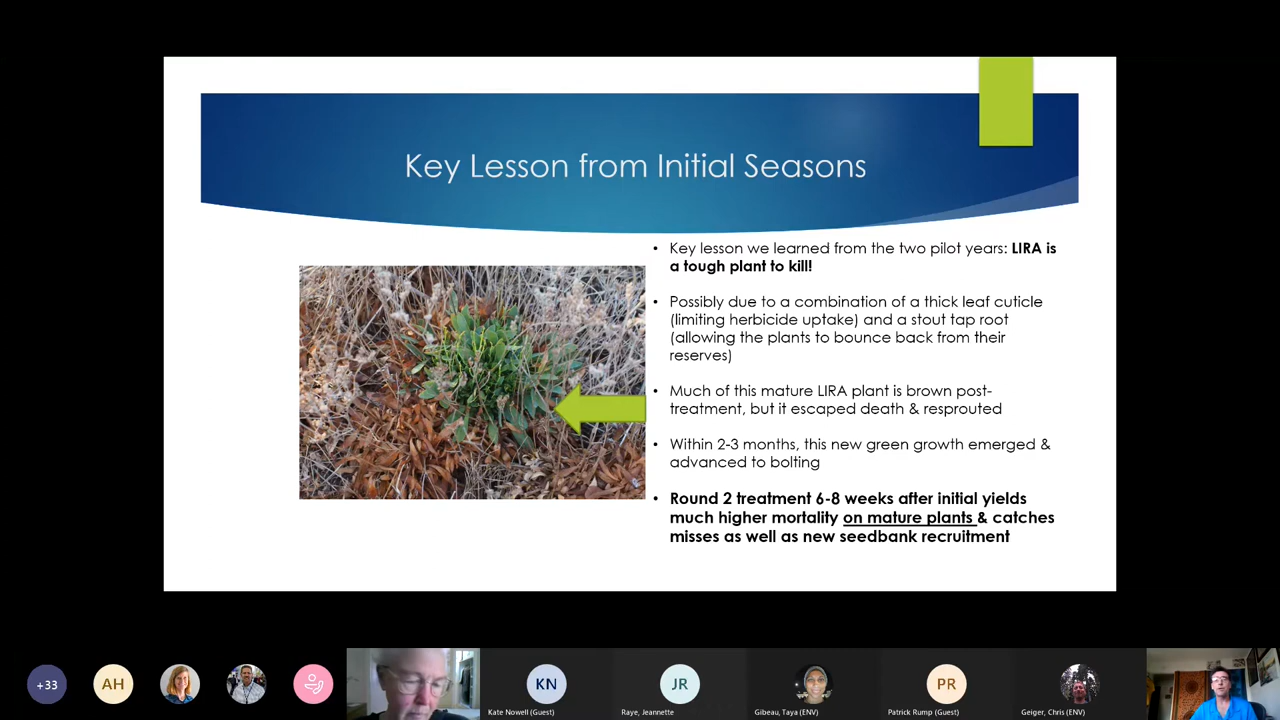 Key Lesson from Initial Seasons
• Key lesson we learned from the two pilot years: LIRA is
a tough plant to kill!
• Possibly due to a combination of a thick leaf cuticle
(limiting herbicide uptake) and a stout tap root
(allowing the plants to bounce back from their
reserves)
• Much of this mature LIRA plant is brown post-
treatment, but it escaped death & resprouted
• Within 2-3 months, this new green growth emerged &
advanced to bolting
• Round 2 treatment 6-8 weeks after initial yields
much higher mortality on mature plants & catches
misses as well as new seedbank recruitment
+33
AH
KN
JR
PR
Kate Nowell (Guest)
Raye, Jeannette
Gibeau, Taya (ENV)
Patrick Rump (Guest)
Geiger, Chris (ENV)